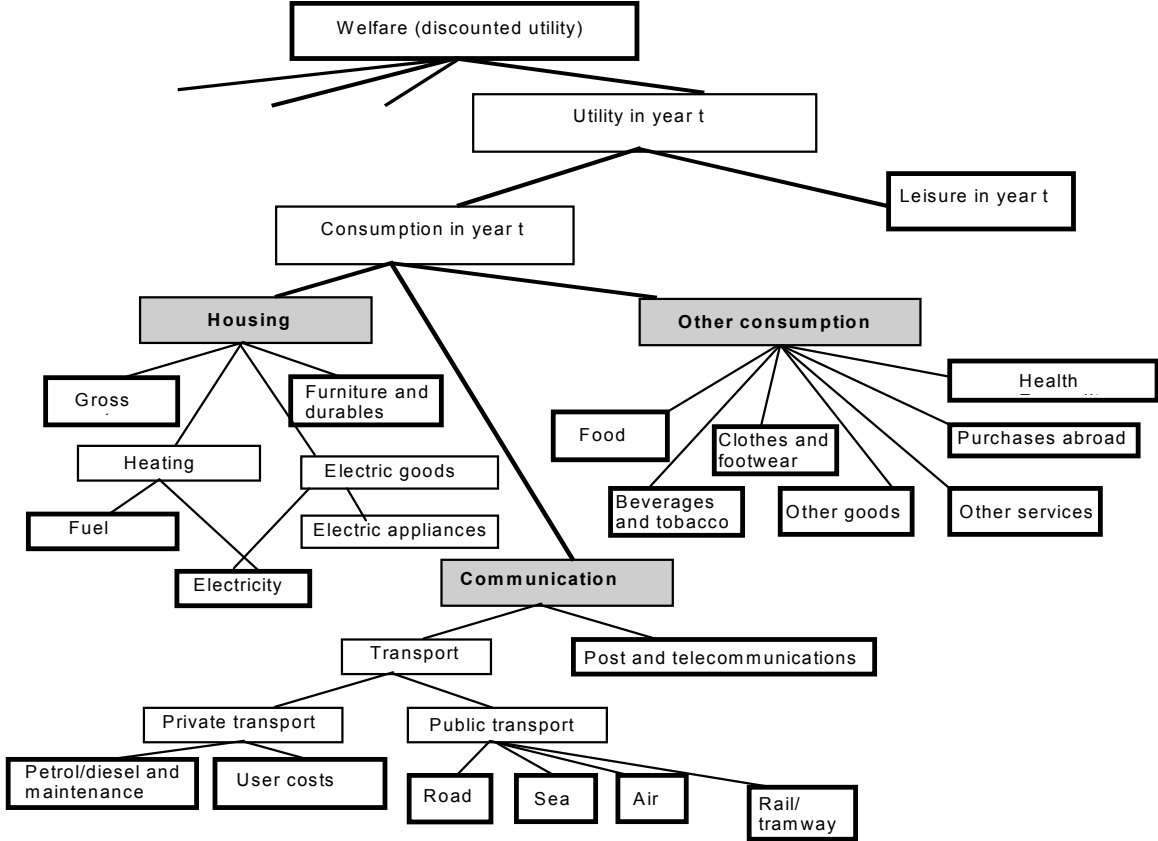 Welfare (discounted utility)
Utility in year t
Leisure in year t
Consumption in year t
Housing
Other consumption
Gross
Furniture and
durables
Health
Food
Clothes and
footwear
Purchases abroad
Heating
Electric goods
Beverages
and tobacco
Other goods
Other services
Fuel
Electric appliances
Electricity
Communication
Transport
Post and telecommunications
Private transport
Public transport
Petrol/diesel and
maintenance
User costs
Road
Sea
Air
Rail/
tramway